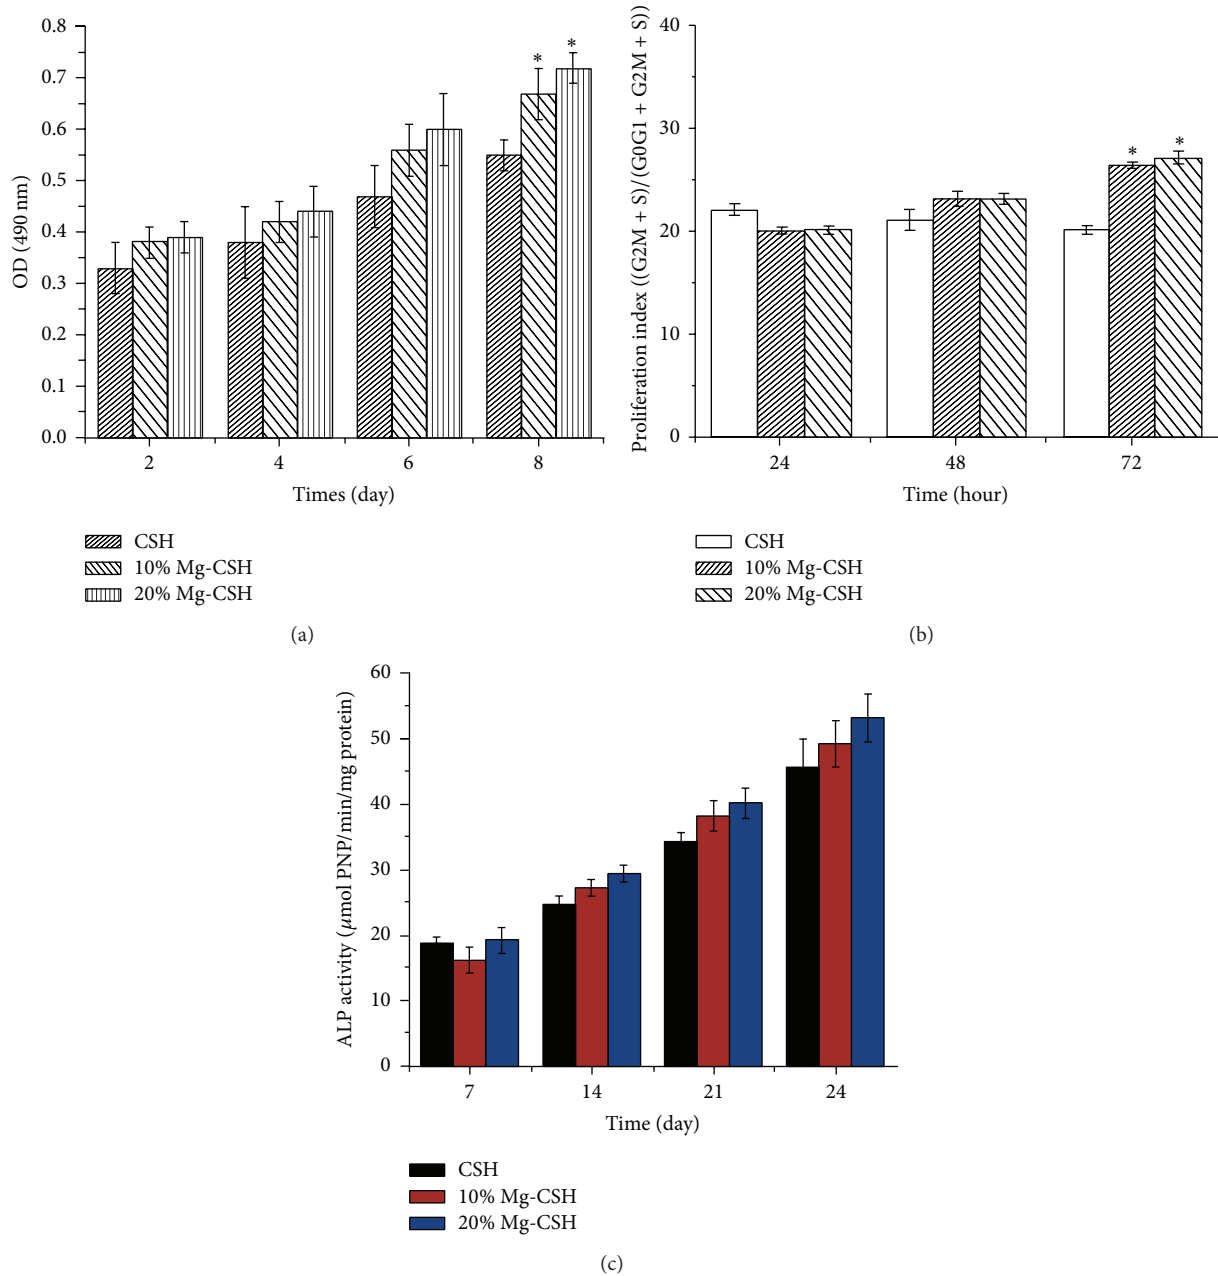 OD (490 nm)
0.8
0.7
0.6
0.5
0.4
0.3
0.2
0.1
0.0
* *
2 4 6 8
Times (day)
CSH
10% Mg-CSH
20% Mg-CSH
(a)
Proliferation index ((G2M + S)/(G0G1 + G2M + S))
40
30
20
10
0
* *
24 48 72
Time (hour)
CSH
10% Mg-CSH
20% Mg-CSH
(b)
ALP activity (μmol PNP/min/mg protein)
60
50
40
30
20
10
0
7 14 21 24
Time (day)
CSH
10% Mg-CSH
20% Mg-CSH
(c)